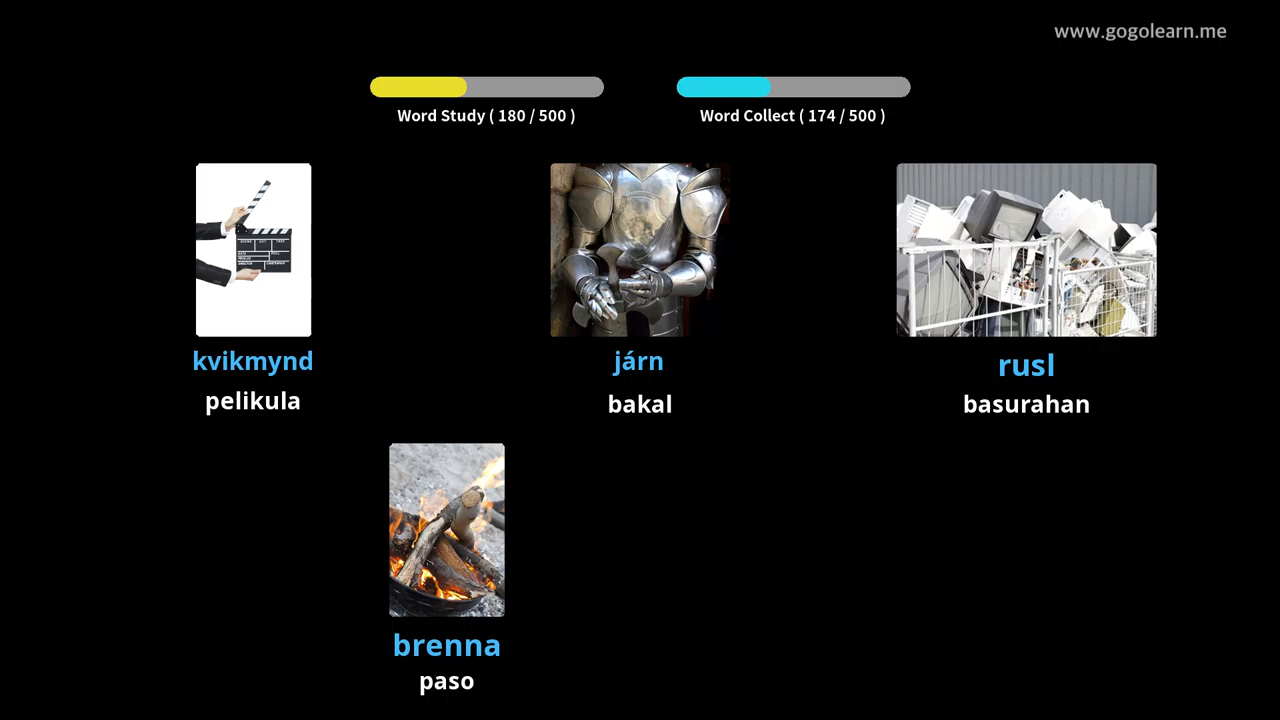 www.gogolearn.me
Word Study ( 180 / 500 )
Word Collect ( 174 / 500 )
kvikmynd
pelikula
járn
bakal
rusl
basurahan
brenna
paso